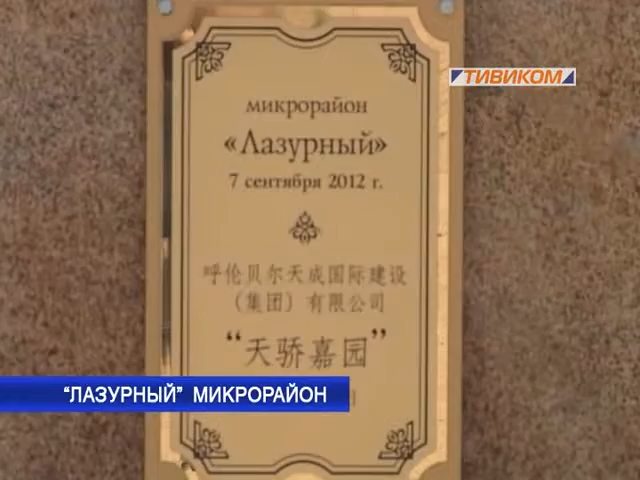 ТИВИКОМ
микрорайон
«Лазурный»
7 сентября 2012 г.
呼伦贝尔天成国际建设
（集团）有限公司
“天骄嘉园”
“ЛАЗУРНЫЙ” МИКРОРАЙОН